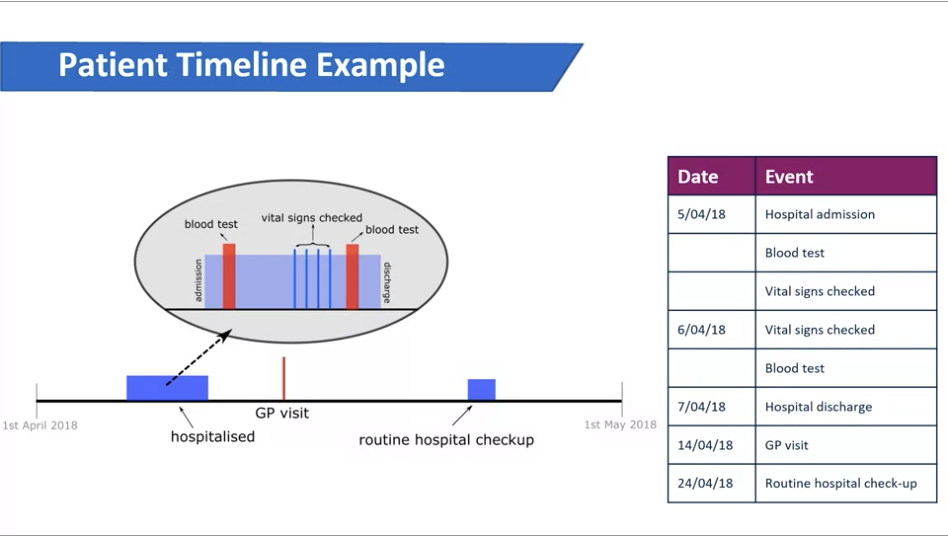 Patient Timeline Example
blood test
vital signs checked
blood test
admission
discharge
1st April 2018
hospitalised
GP visit
routine hospital checkup
1st May 2018
Date Event
5/04/18 Hospital admission
Blood test
Vital signs checked
6/04/18 Vital signs checked
Blood test
7/04/18 Hospital discharge
14/04/18 GP visit
24/04/18 Routine hospital check-up